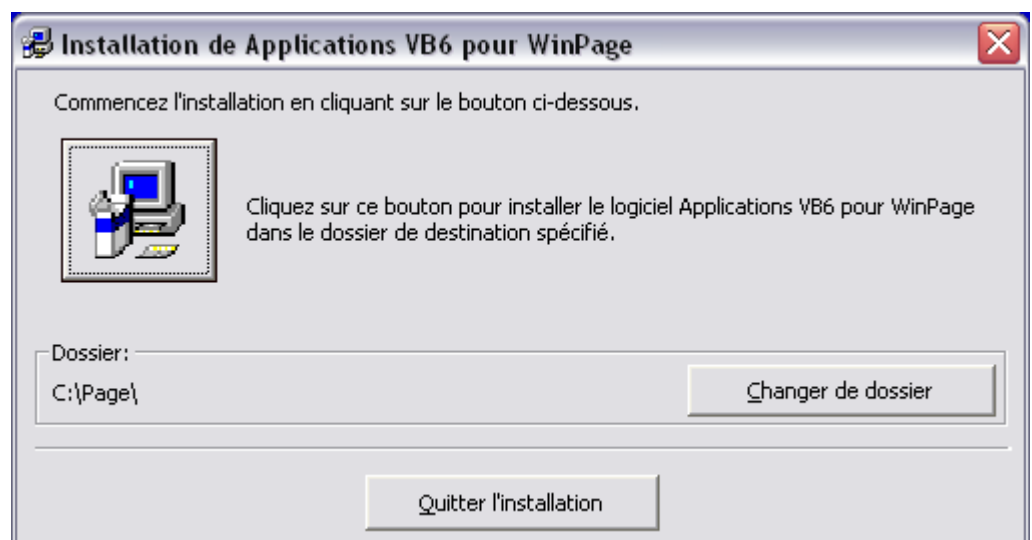 Installation de Applications VB6 pour WinPage
Commencez l'installation en cliquant sur le bouton ci-dessous.
Cliquez sur ce bouton pour installer le logiciel Applications VB6 pour WinPage
dans le dossier de destination spécifié.
Dossier:
C:\Page\
Changer de dossier
Quitter l'installation